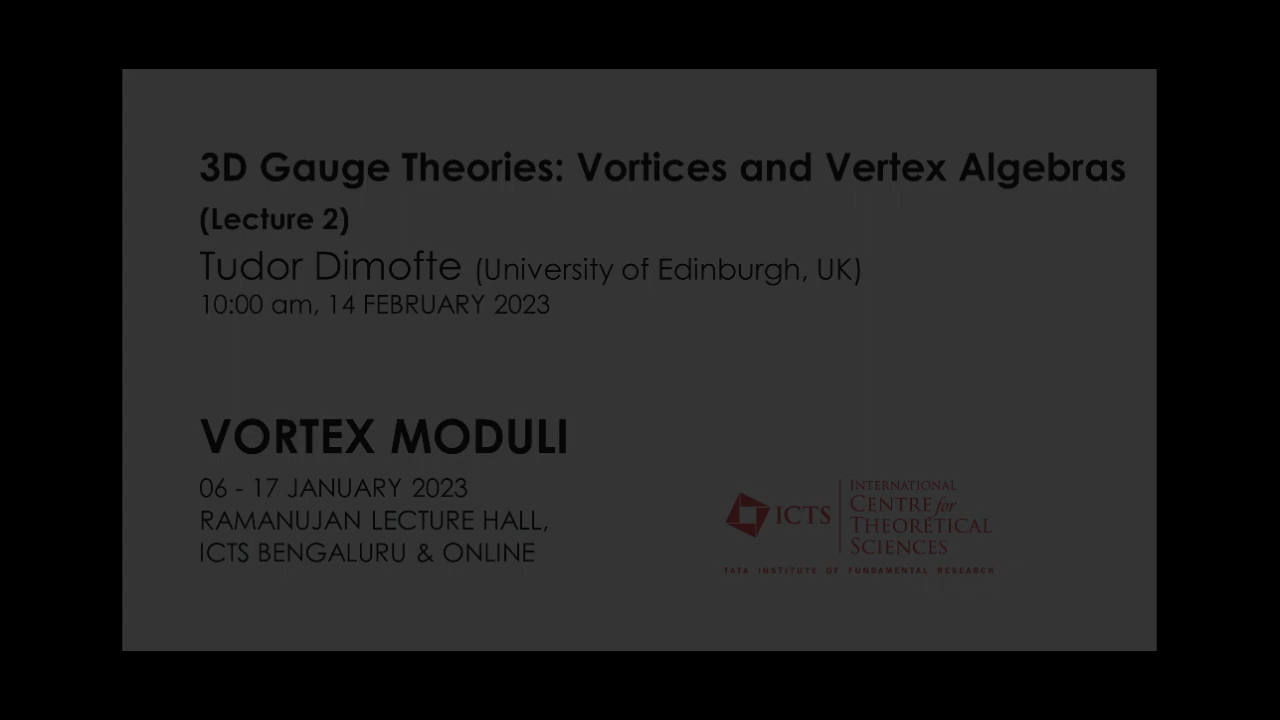 3D Gauge Theories: Vortices and Vertex Algebras
(Lecture 2)
Tudor Dimofte (University of Edinburgh, UK)
10:00 am, 14 FEBRUARY 2023
VORTEX MODULI
06 - 17 JANUARY 2023
RAMANUJAN LECTURE HALL,
ICTS BENGALURU & ONLINE
ICTS
INTERNATIONAL
CENTRE for
THEORETICAL
SCIENCES
TATA INSTITUTE OF FUNDAMENTAL RESEARCH